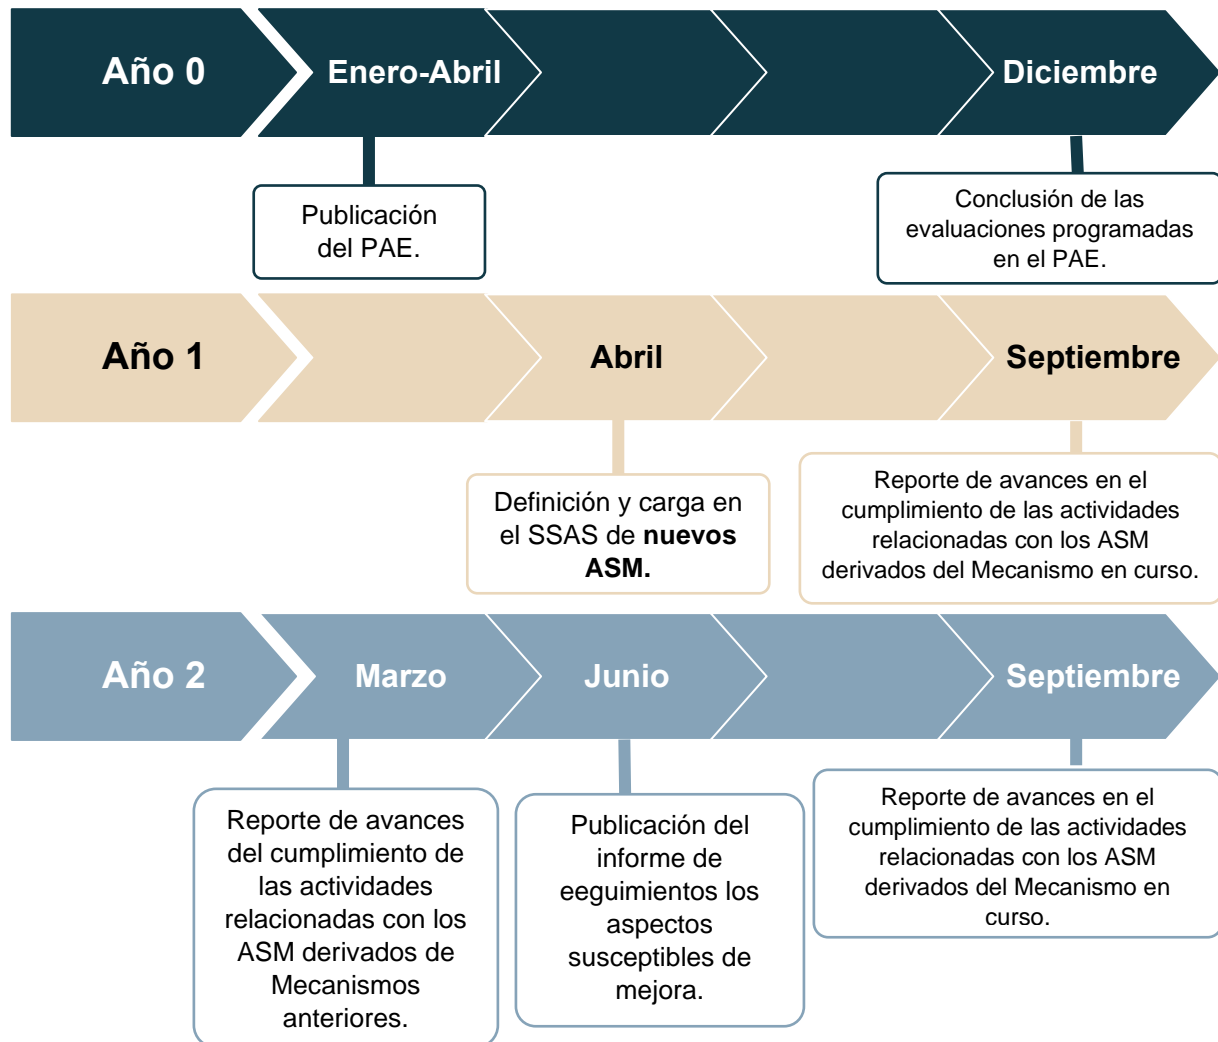 Año 0
Enero-Abril
Diciembre
Publicación
del PAE.
Conclusión de las
evaluaciones programadas
en el PAE.
Año 1
Abril
Septiembre
Definición y carga en
el SSAS de nuevos
ASM.
Reporte de avances en el
cumplimiento de las actividades
relacionadas con los ASM
derivados del Mecanismo en curso.
Año 2
Marzo
Junio
Septiembre
Reporte de avances
del cumplimiento de
las actividades
relacionadas con los
ASM derivados de
Mecanismos
anteriores.
Publicación del
informe de
eeguimientos los
aspectos
susceptibles de
mejora.
Reporte de avances en el
cumplimiento de las actividades
relacionadas con los ASM
derivados del Mecanismo en
curso.